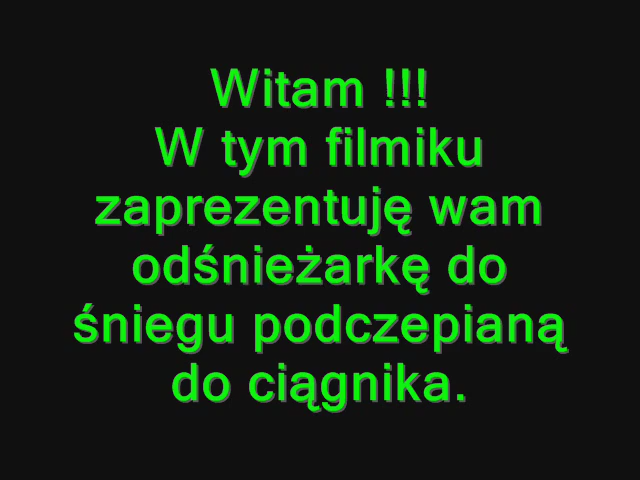 Witam !!!
W tym filmiku
zaprezentuję wam
odśnieżarkę do
śniegu podczepianą
do ciągnika.